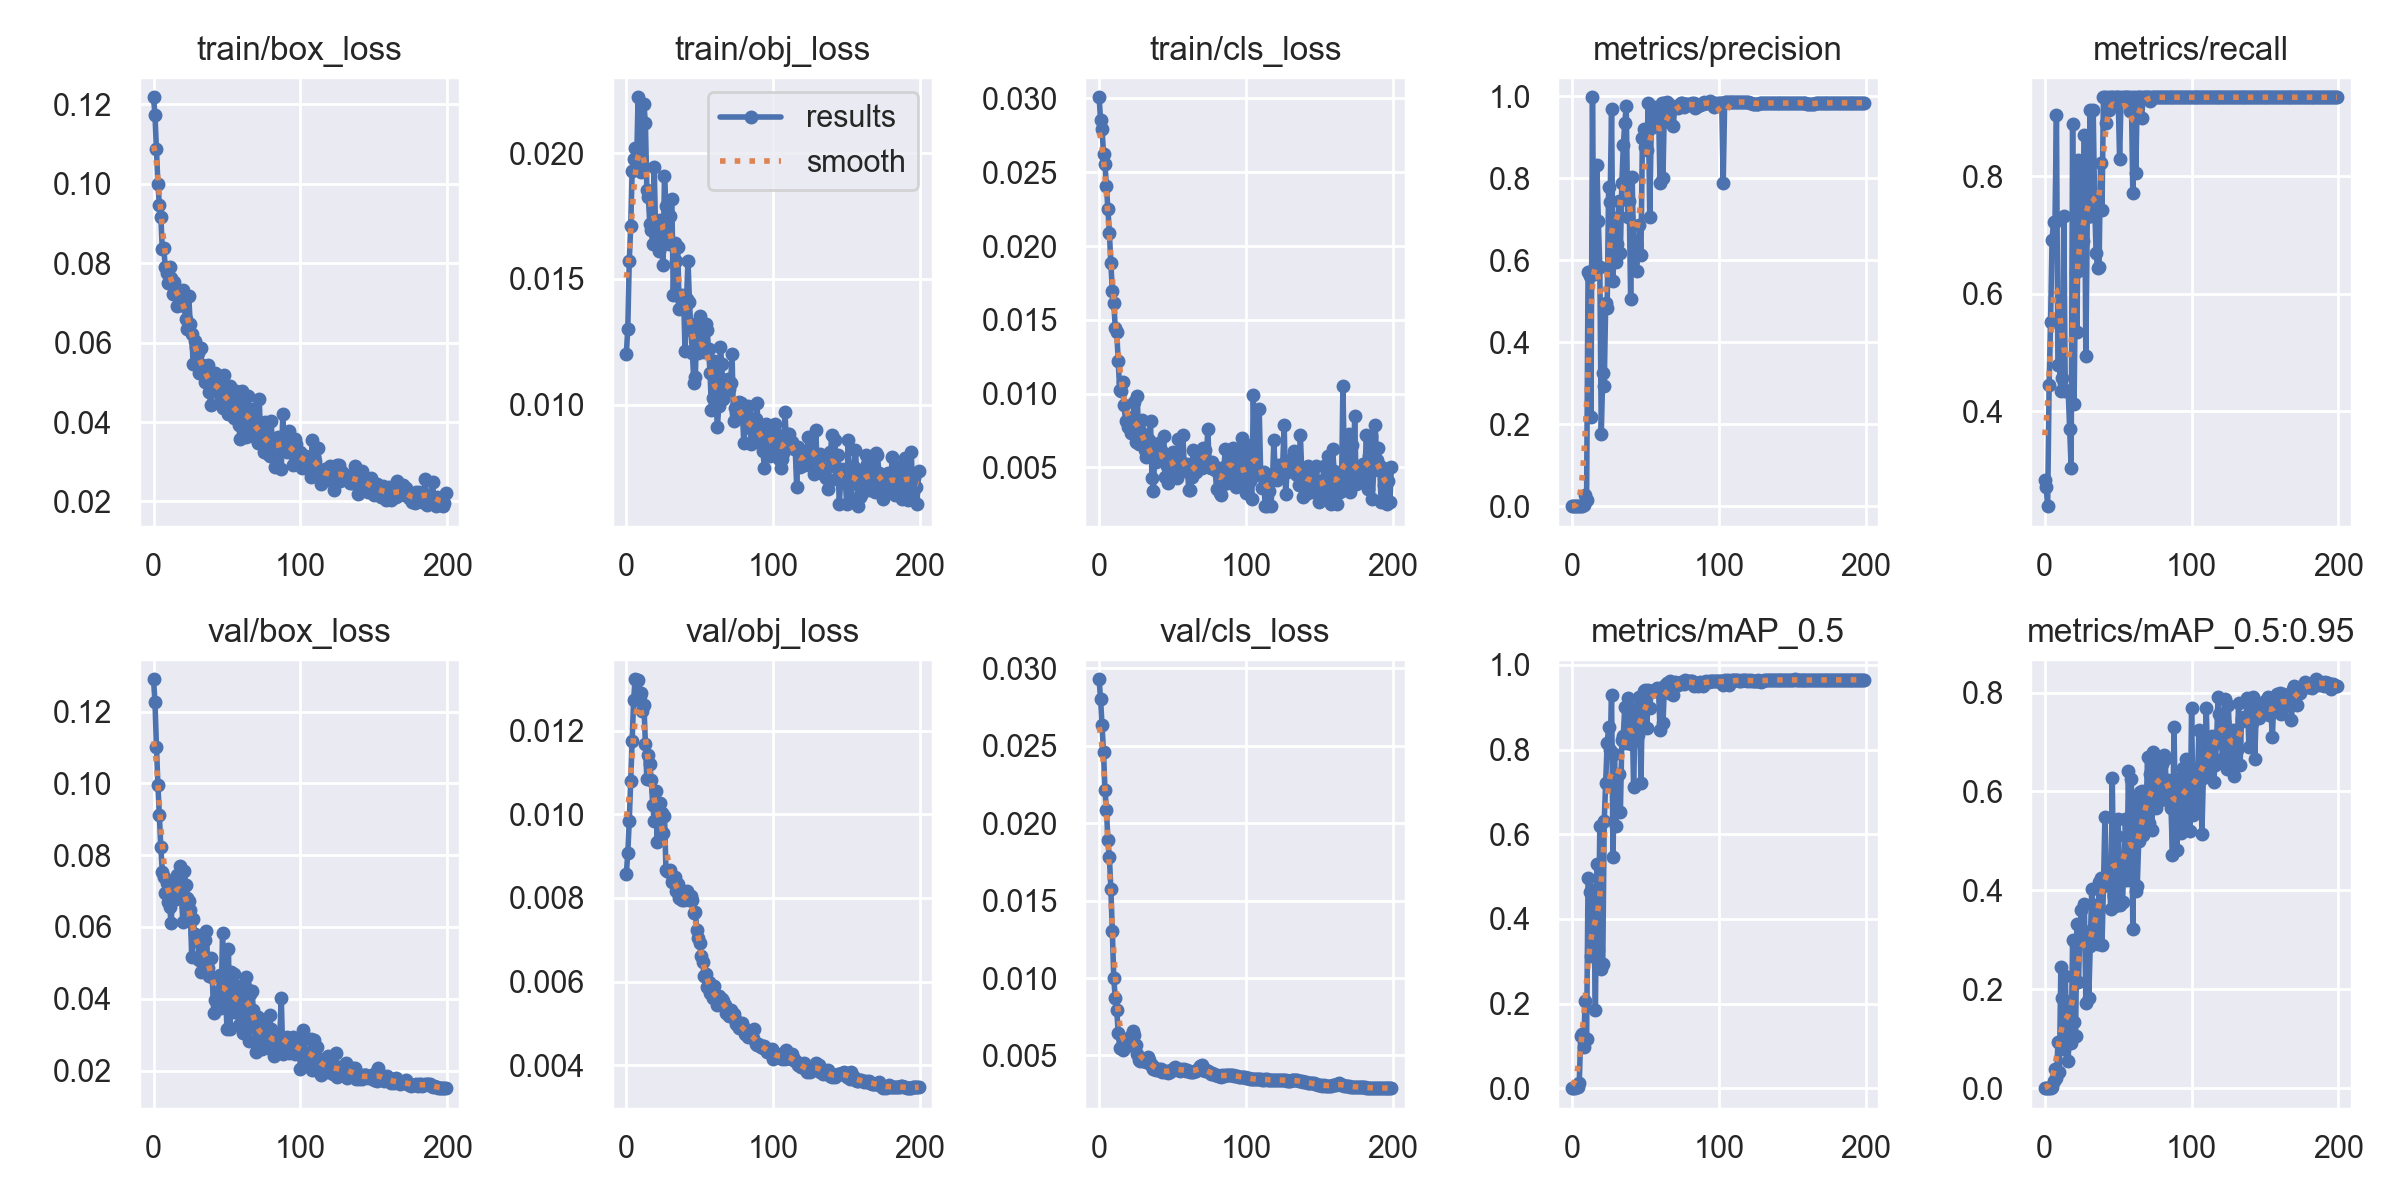 train/box_loss
0.12
0.10
0.08
0.06
0.04
0.02
0 100 200
train/obj_loss
results
smooth
0.020
0.015
0.010
0 100 200
train/cls_loss
0.030
0.025
0.020
0.015
0.010
0.005
0 100 200
metrics/precision
1.0
0.8
0.6
0.4
0.2
0.0
0 100 200
metrics/recall
0.8
0.6
0.4
0 100 200
val/box_loss
0.12
0.10
0.08
0.06
0.04
0.02
0 100 200
val/obj_loss
0.012
0.010
0.008
0.006
0.004
0 100 200
val/cls_loss
0.030
0.025
0.020
0.015
0.010
0.005
0 100 200
metrics/mAP_0.5
1.0
0.8
0.6
0.4
0.2
0.0
0 100 200
metrics/mAP_0.5:0.95
0.8
0.6
0.4
0.2
0.0
0 100 200